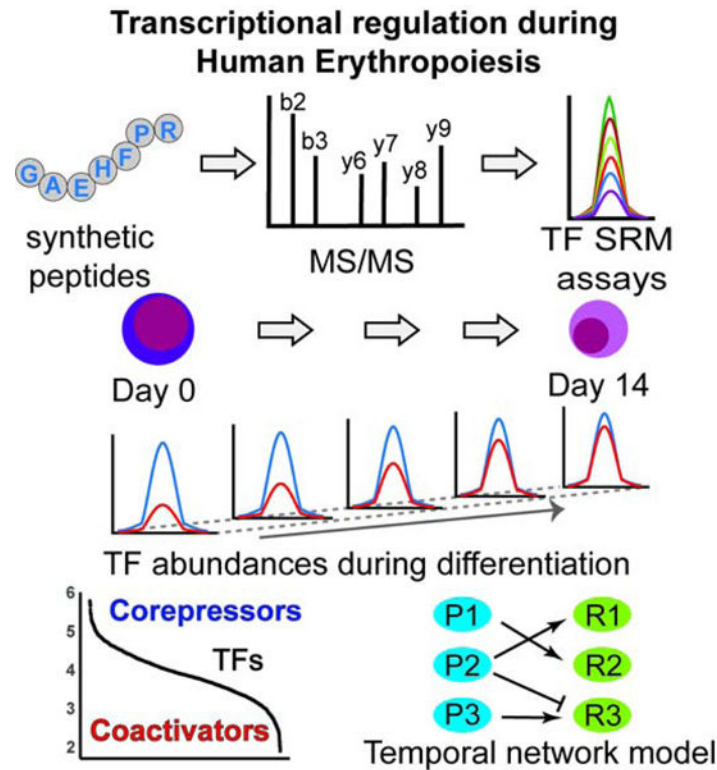 Transcriptional regulation during
Human Erythropoiesis
G A E H F P R
b2 b3 y6 y7 y8 y9
synthetic
peptides
MS/MS
TF SRM
assays
Day 0
Day 14
TF abundances during differentiation
6
5
4
3
2
Corepressors
TFs
Coactivators
P1 R1
P2 R2
P3 R3
Temporal network model